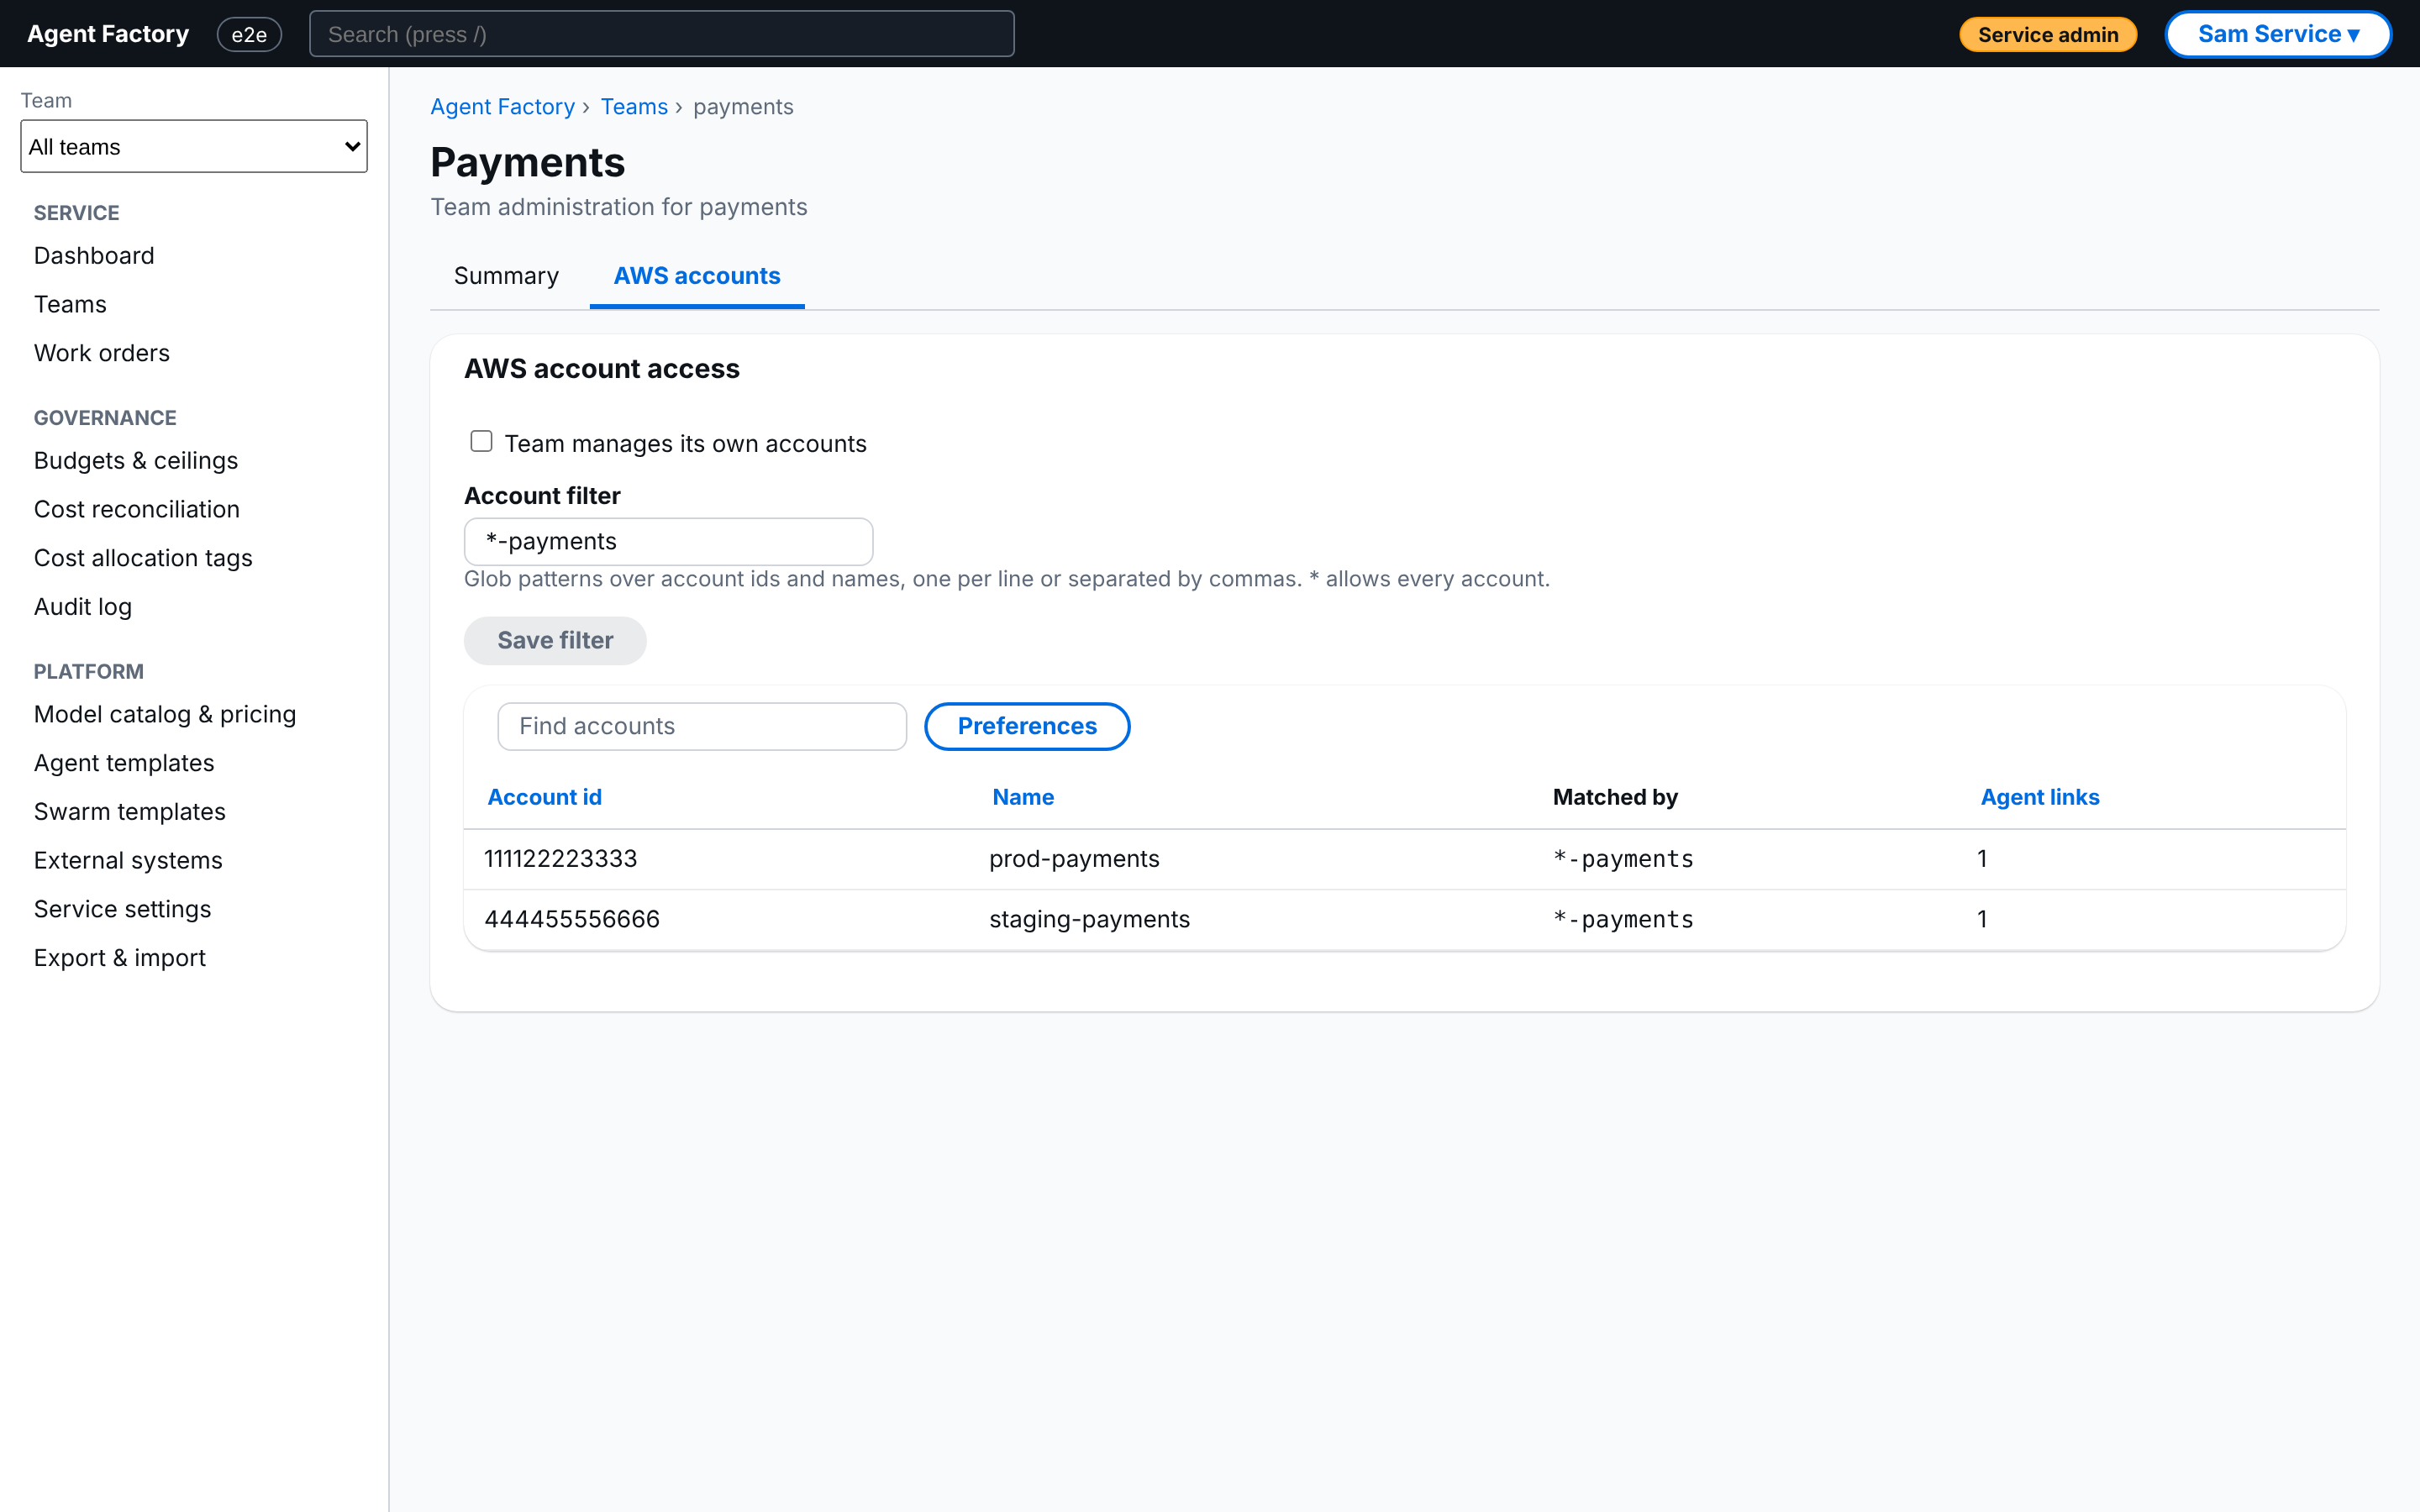 Agent Factory e2e Search (press /) Service admin Sam Service ▾
Team
All teams
SERVICE
Dashboard
Teams
Work orders
GOVERNANCE
Budgets & ceilings
Cost reconciliation
Cost allocation tags
Audit log
PLATFORM
Model catalog & pricing
Agent templates
Swarm templates
External systems
Service settings
Export & import
Agent Factory › Teams › payments
Payments
Team administration for payments
Summary AWS accounts
AWS account access
Team manages its own accounts
Account filter
*-payments
Glob patterns over account ids and names, one per line or separated by commas. * allows every account.
Save filter
Find accounts Preferences
Account id Name Matched by Agent links
111122223333 prod-payments *-payments 1
444455556666 staging-payments *-payments 1